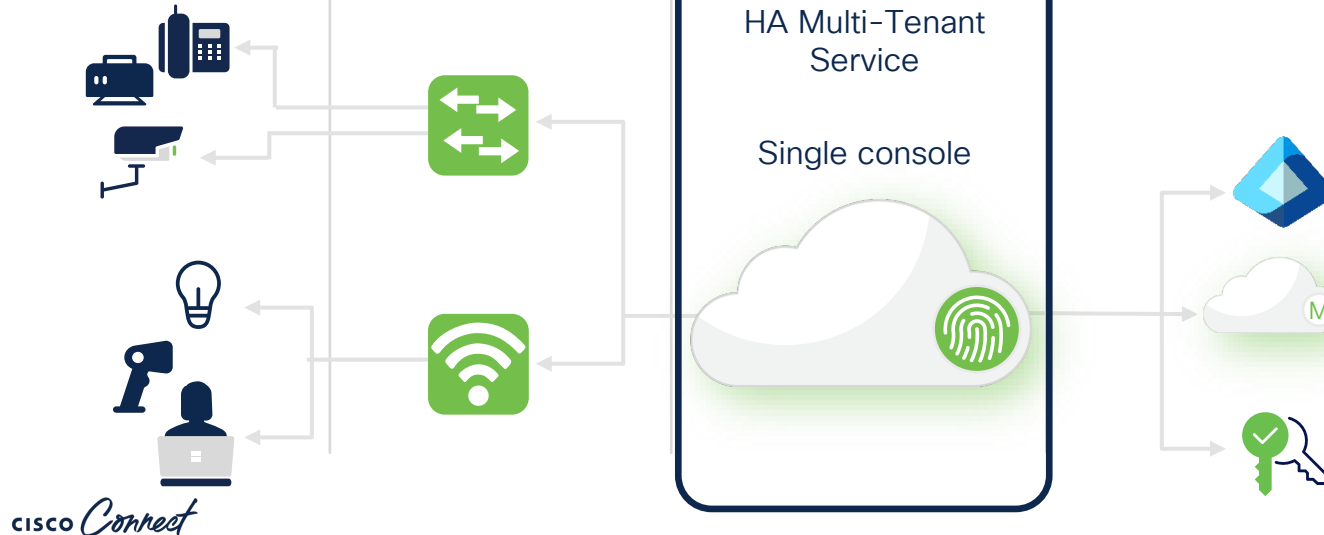 HA Multi-Tenant
Service
Single console
M
CISCO Connect